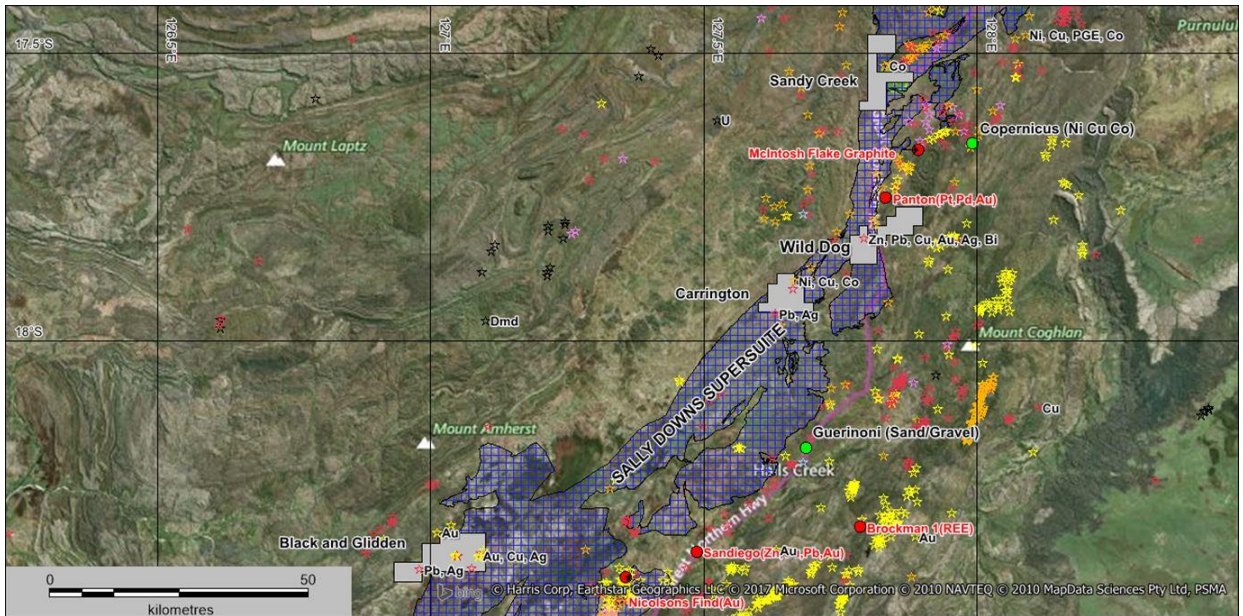 17.5°S
126.5°E
127°E
127.5°E
128°E
Ni, Cu, PGE, Co
Purnulul
Co
Sandy Creek
Mount Laptz
U
Copernicus (Ni Cu Co)
McIntosh Flake Graphite
Panton(Pt,Pd,Au)
Wild Dog
Zn, Pb, Cu, Au, Ag, Bi
Carrington
Ni, Cu, Co
Pb, Ag
Dmd
18°S
Mount Coghlan
SALLY DOWNS SUPERSUITE
Cu
Mount Amherst
Guerinoni (Sand/Gravel)
Halls Creek
Northern Hwy
Au
Black and Glidden
Au, Cu, Ag
Pb, Ag
Brockman 1(REE)
Au
Sandiego(Zn,
Au
,Pb,Au)
Nicolsons Find(Au)
0
50
kilometres
bing
© Harris Corp, Earthstar Geographics LLC © 2017 Microsoft Corporation © 2010 NAVTEQ © 2010 MapData Sciences Pty Ltd, PSMA